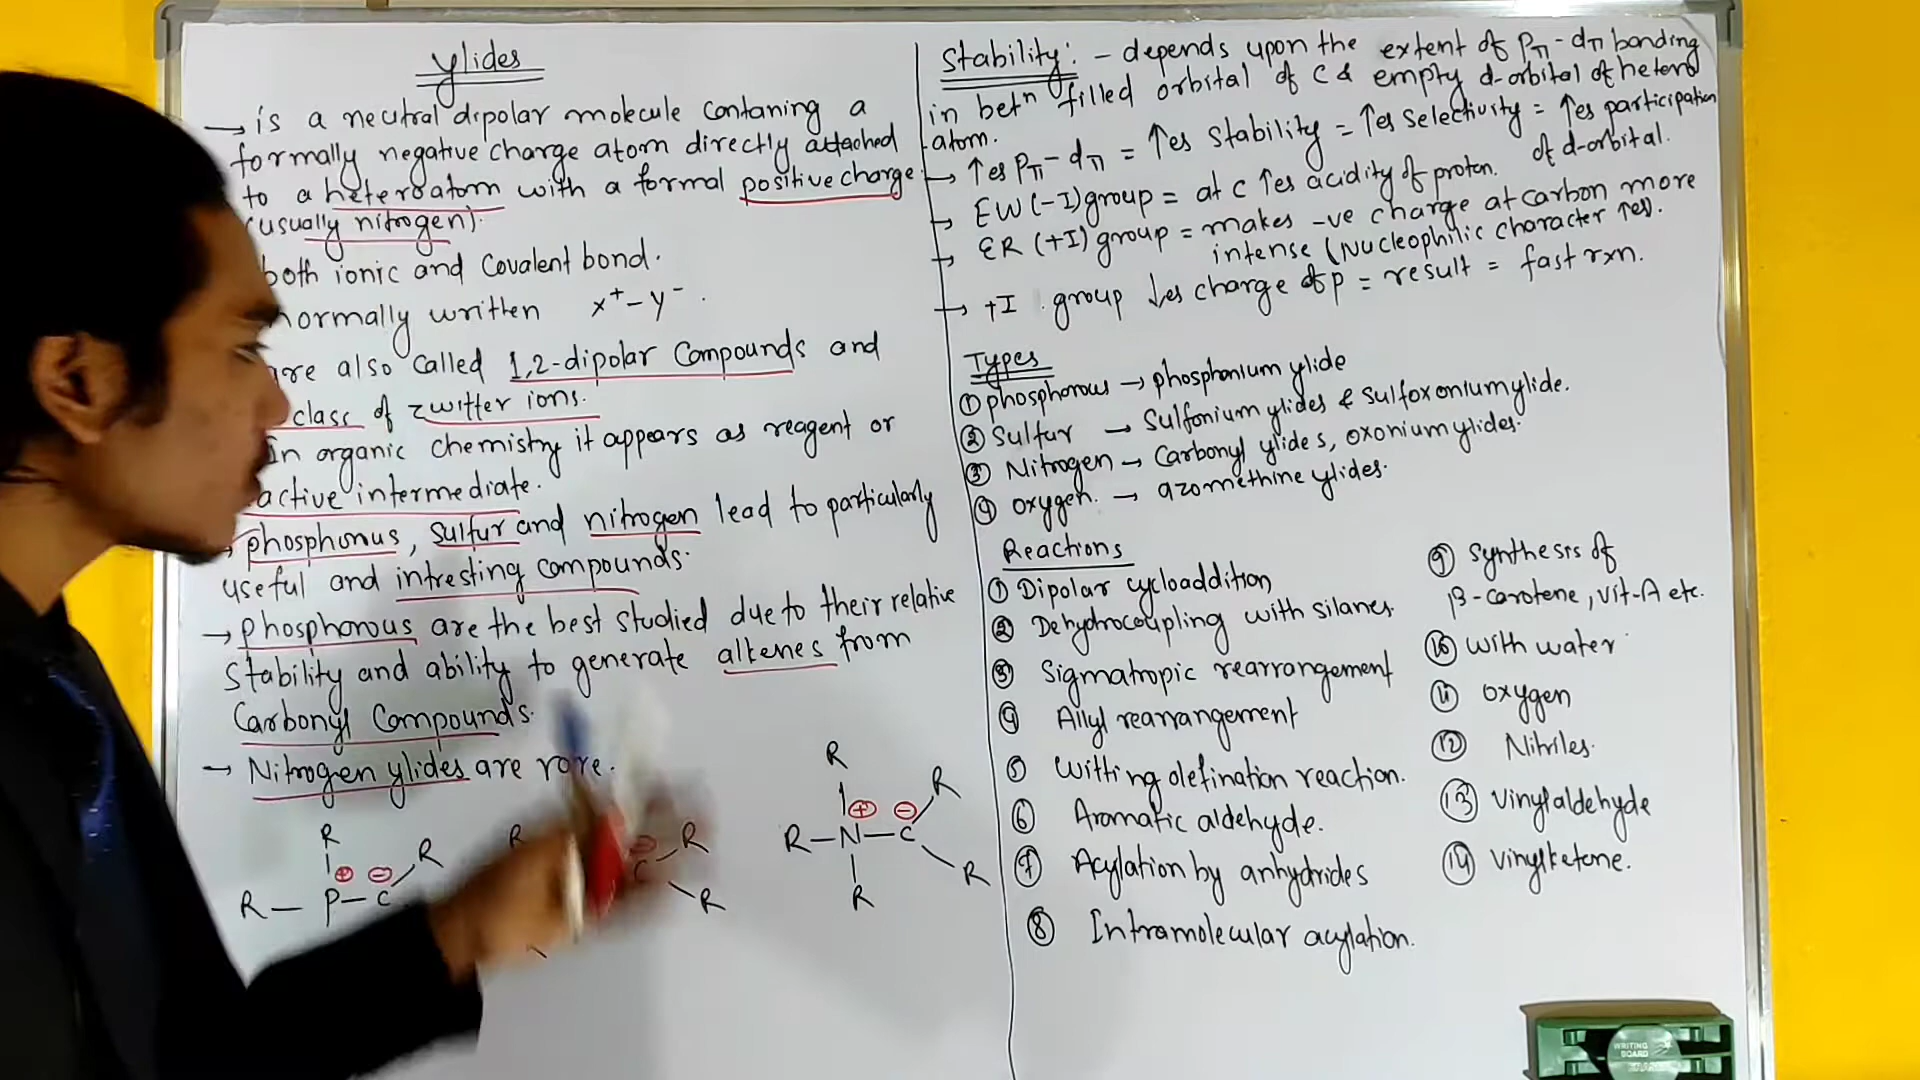 ylides
→ is a neutral dipolar molecule contaning a
formally negative charge atom directly attached
to a heteroatom with a formal positive charge
(usually nitrogen).
both ionic and covalent bond.
normally written x⁺-y⁻.
are also called 1,2-dipolar compounds and
class of zwitter ions.
In organic chemistry it appears as reagent or
active intermediate.
phosphorus, sulfur and nitrogen lead to particularly
useful and intresting compounds.
→ phosphorous are the best studied due to their relative
stability and ability to generate alkenes from
Carbonyl compounds.
→ Nitrogen ylides are rare.
R
R
R — P — C
⊕ ⊖
R
R
C
R
R
⊕ ⊖
R
R — N — C
R
R
Stability: - depends upon the extent of Pπ-dπ bonding
in betⁿ filled orbital of C & empty d-orbital of hetero
atom.
→ ↑es Pπ-dπ = ↑es stability = ↑es selectivity = ↑es participation
of d-orbital.
→ EW(-I)group = at C ↑es acidity of proton.
→ ER (+I) group = makes -ve charge at carbon more
intense (Nucleophilic character ↑es).
→ +I group ↓es charge of p = result = fast rxn.
Types
① phosphorous → phosphonium ylide
② Sulfur → Sulfonium ylides & sulfoxonium ylide.
③ Nitrogen → Carbonyl ylides, oxonium ylides.
④ oxygen. → azomethine ylides.
Reactions
① Dipolar cycloaddition
② Dehydrocoupling with silanes.
③ Sigmatropic rearrangement
④ Allyl rearrangement
⑤ Witting olefination reaction.
⑥ Aromatic aldehyde.
⑦ Acylation by anhydrides
⑧ Intramolecular acylation.
⑨ Synthesis of
β-carotene, vit-A etc.
⑩ with water
⑪ oxygen
⑫ Nitriles.
⑬ Vinylaldehyde
⑭ vinylketone.
WRITING
BOARD